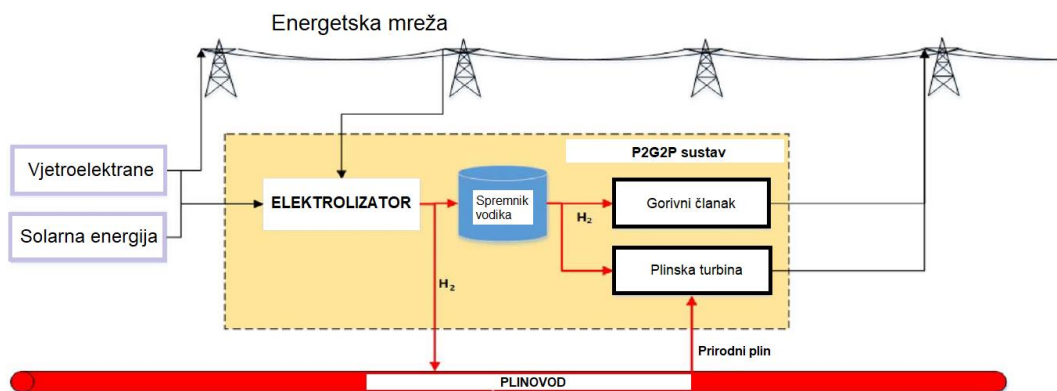 Energetska mreža
P2G2P sustav
Vjetroelektrane
ELEKTROLIZATOR
Spremnik
vodika
Gorivni članak
H₂
Solarna energija
Plinska turbina
H₂
Prirodni plin
PLINOVOD